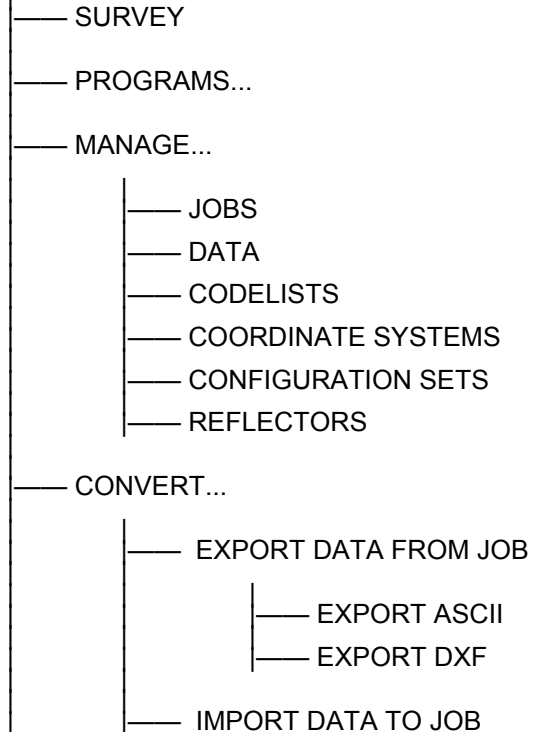 SURVEY
PROGRAMS...
MANAGE...
JOBS
DATA
CODELISTS
COORDINATE SYSTEMS
CONFIGURATION SETS
REFLECTORS
CONVERT...
EXPORT DATA FROM JOB
EXPORT ASCII
EXPORT DXF
IMPORT DATA TO JOB